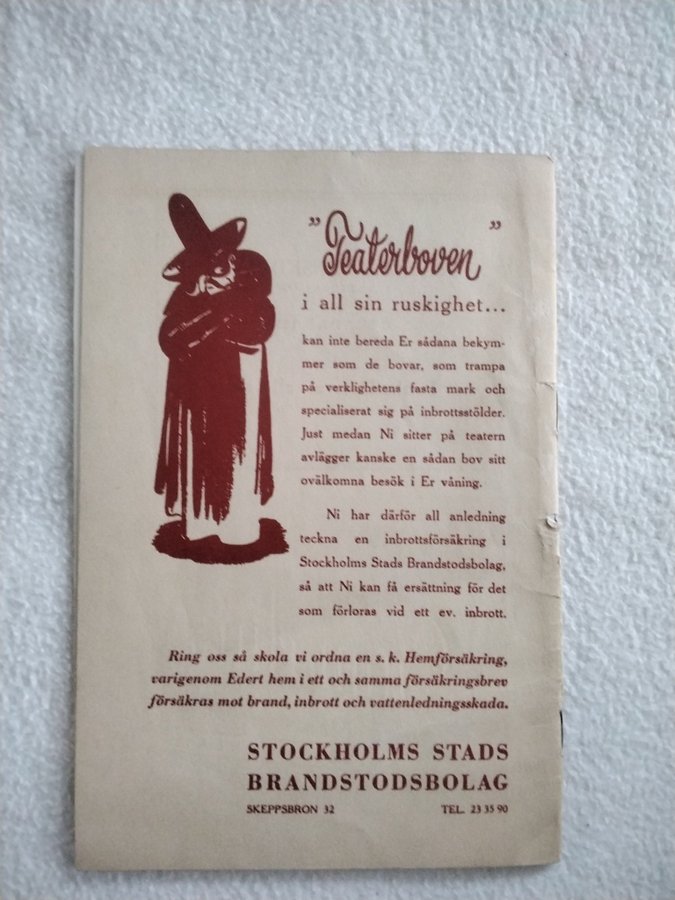 ”Teaterboven”
i all sin ruskighet...
kan inte bereda Er sådana bekym-
mer som de bovar, som trampa
på verklighetens fasta mark och
specialiserat sig på inbrottsstölder.
Just medan Ni sitter på teatern
avlägger kanske en sådan bov sitt
ovälkomna besök i Er våning.
Ni har därför all anledning
teckna en inbrottsförsäkring i
Stockholms Stads Brandstodsbolag,
så att Ni kan få ersättning för det
som förloras vid ett ev. inbrott.
Ring oss så skola vi ordna en s. k. Hemförsäkring,
varigenom Edert hem i ett och samma försäkringsbrev
försäkras mot brand, inbrott och vattenledningsskada.
STOCKHOLMS STADS
BRANDSTODSBOLAG
SKEPPSBRON 32 TEL. 23 35 90